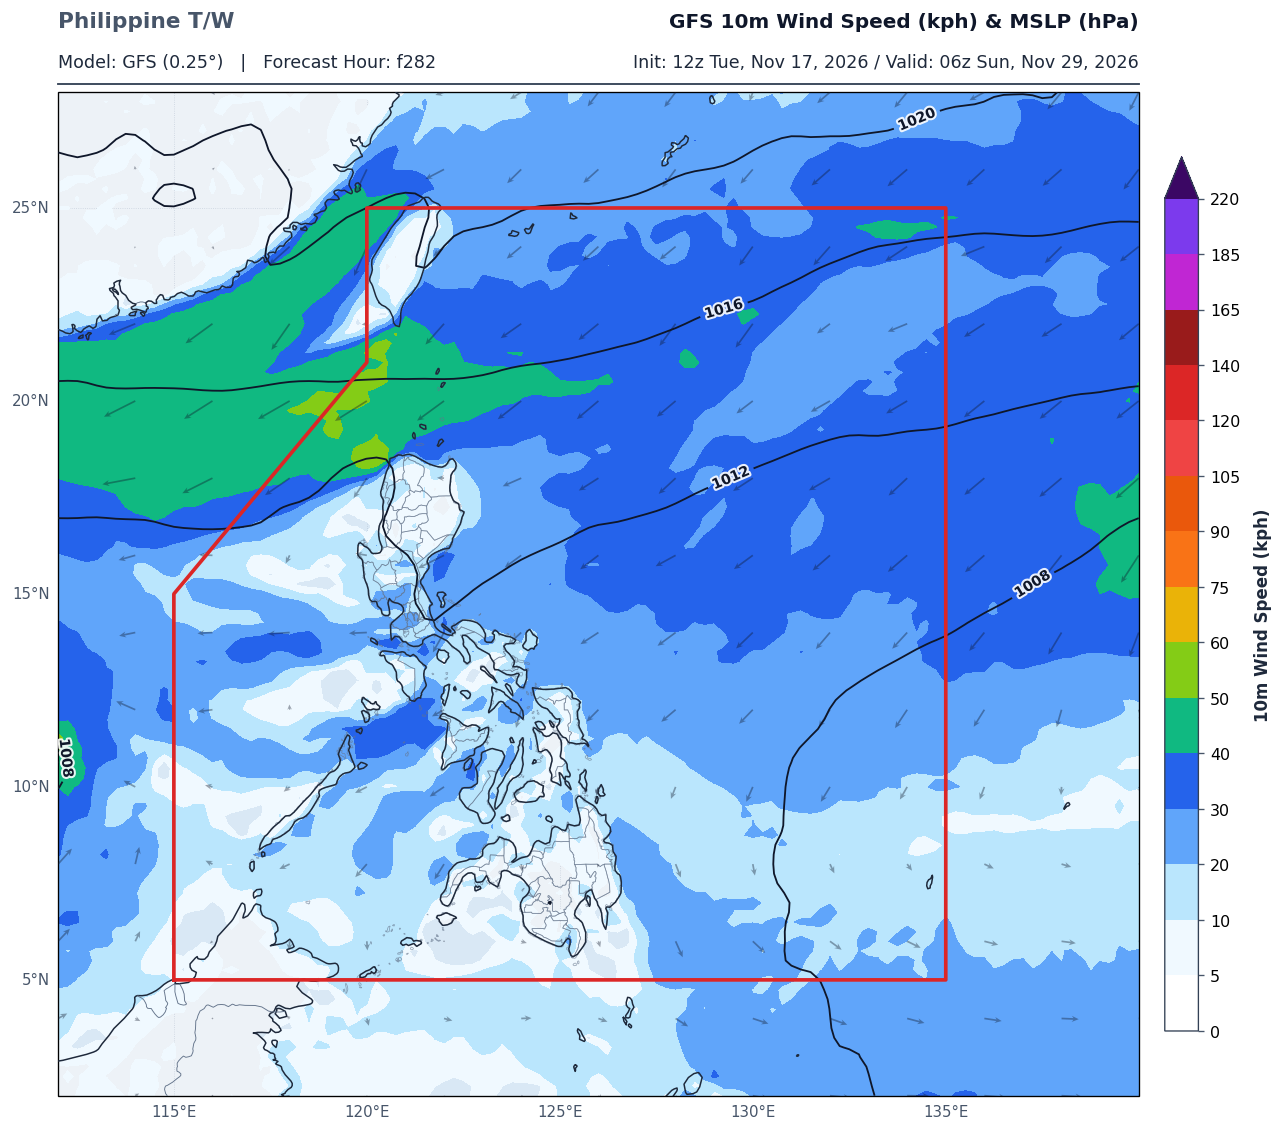 Philippine T/W
GFS 10m Wind Speed (kph) & MSLP (hPa)
Model: GFS (0.25°) | Forecast Hour: f282
Init: 12z Tue, Nov 17, 2026 / Valid: 06z Sun, Nov 29, 2026
1020
1016
1012
1008
1008
25°N
20°N
15°N
10°N
5°N
115°E
120°E
125°E
130°E
135°E
220
185
165
140
120
105
90
75
60
50
40
30
20
10
5
0
10m Wind Speed (kph)